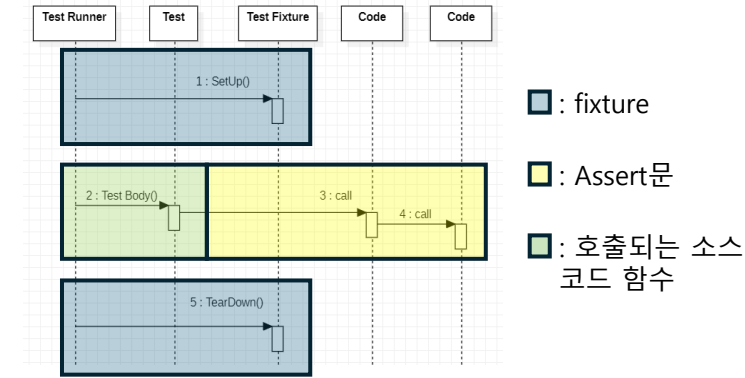 Test Runner
Test
Test Fixture
Code
Code
1 : SetUp()
: fixture
: Assert문
2 : Test Body()
3 : call
4 : call
: 호출되는 소스
코드 함수
5 : TearDown()